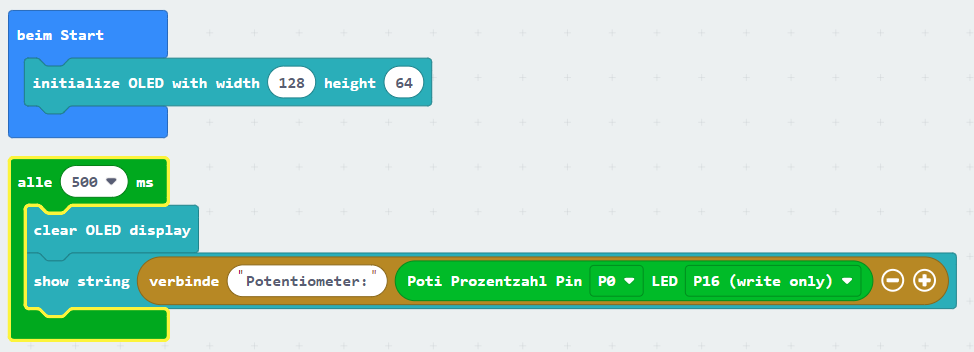 beim Start
initialize OLED with width 128 height 64
alle 500 ms
clear OLED display
show string verbinde "Potentiometer: " Poti Prozentzahl Pin P0 LED P16 (write only)